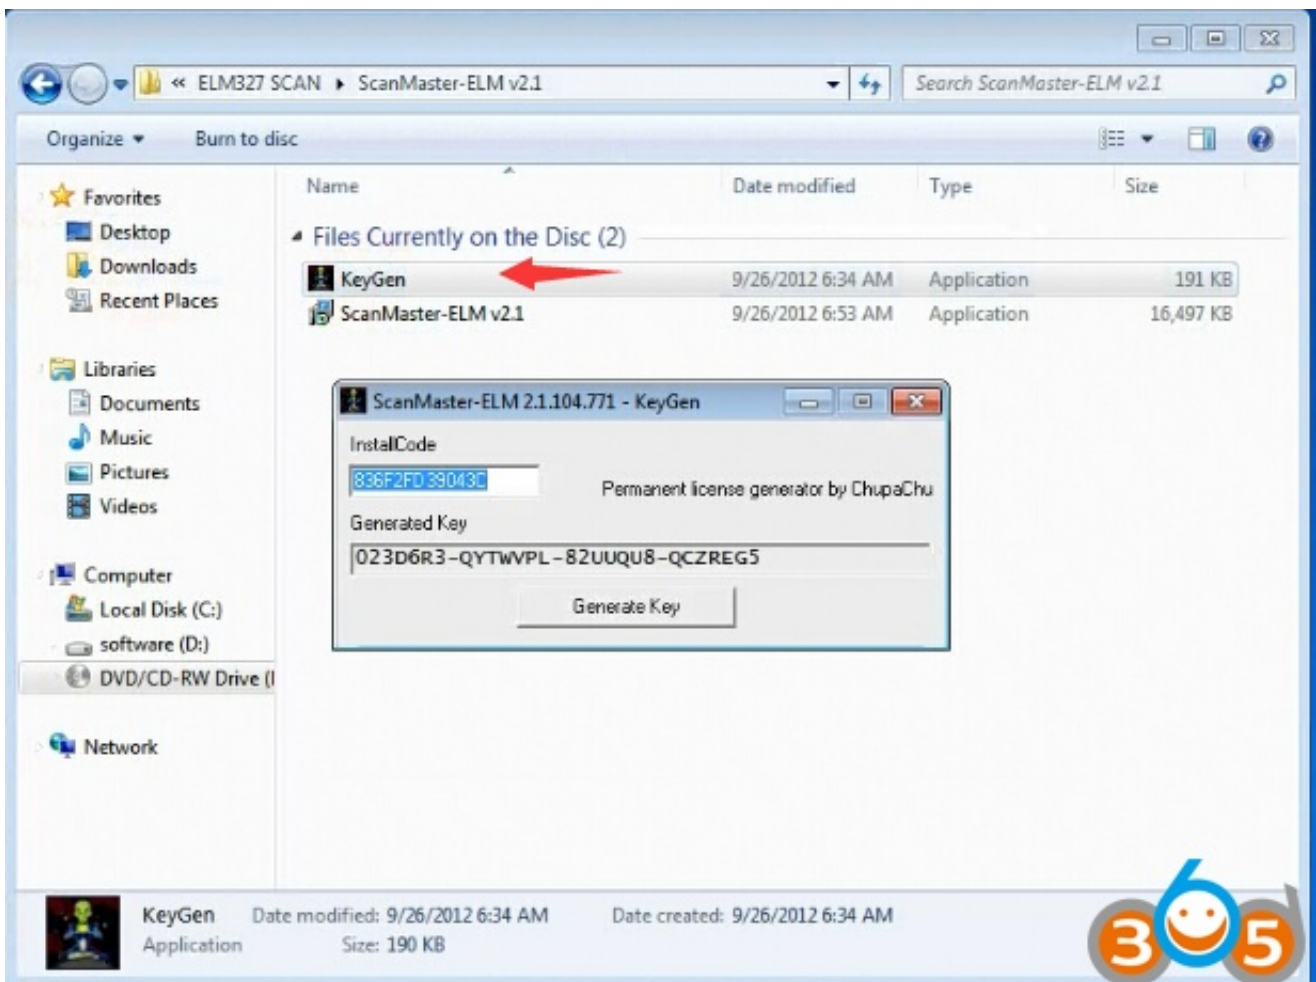 « ELM327 SCAN ▸ ScanMaster-ELM v2.1
Search ScanMaster-ELM v2.1
Organize Burn to disc
Favorites
Desktop
Downloads
Recent Places
Libraries
Documents
Music
Pictures
Videos
Computer
Local Disk (C:)
software (D:)
DVD/CD-RW Drive (
Network
Name Date modified Type Size
Files Currently on the Disc (2)
KeyGen 9/26/2012 6:34 AM Application 191 KB
ScanMaster-ELM v2.1 9/26/2012 6:53 AM Application 16,497 KB
ScanMaster-ELM 2.1.104.771 - KeyGen
InstallCode
836F2FD39043C
Permanent license generator by ChupaChu
Generated Key
023D6R3-QYTWVPL-82UUQU8-QCZREG5
Generate Key
KeyGen Date modified: 9/26/2012 6:34 AM Date created: 9/26/2012 6:34 AM
Application Size: 190 KB
365